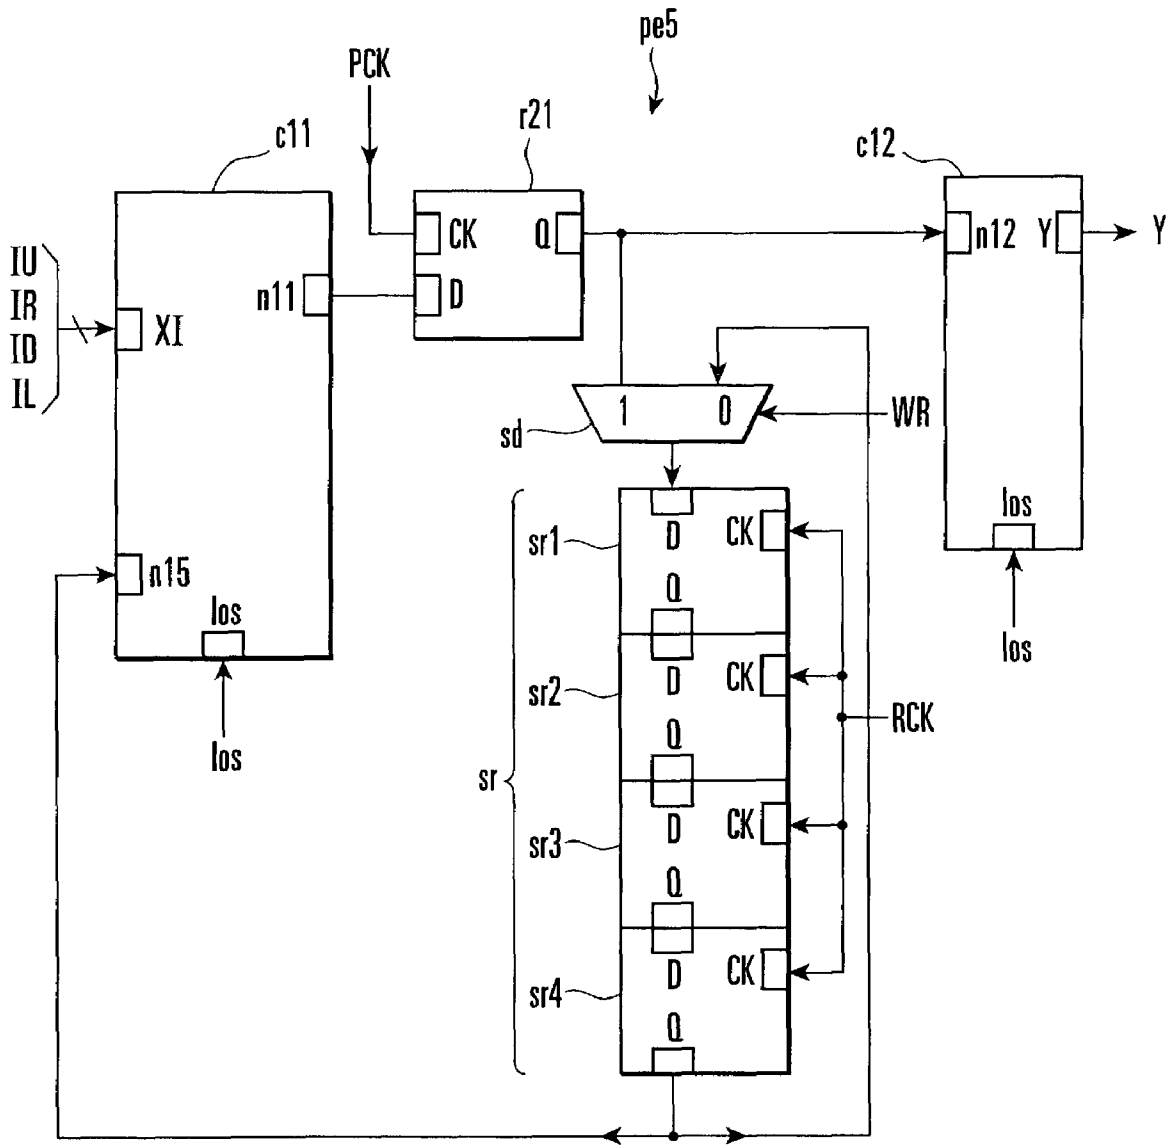 pe5
PCK
c11
r21
c12
CK
Q
n12
Y
Y
IU
IR
ID
IL
XI
n11
D
1
0
WR
sd
los
los
n15
los
los
sr
sr1
D
CK
Q
sr2
D
CK
Q
RCK
sr3
D
CK
Q
sr4
D
CK
Q